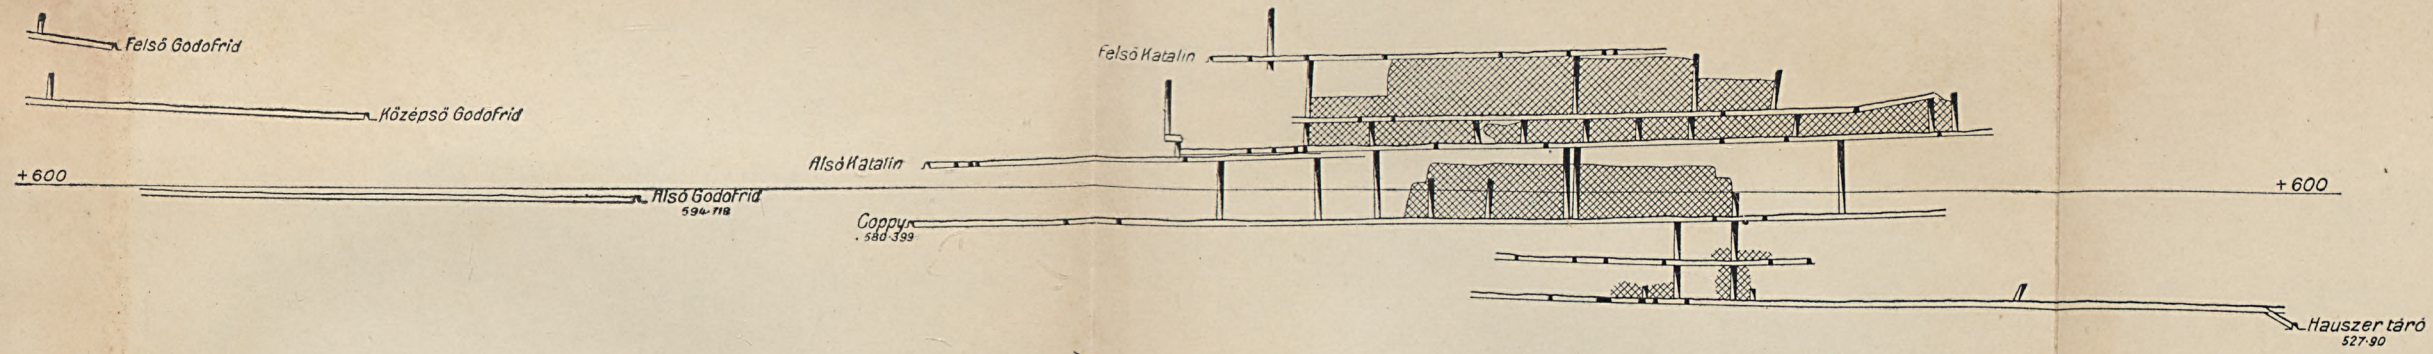 Felső Godofrid
Felső Katalin
Középső Godofrid
Alsó Katalin
+600
+600
Alsó Godofrid
594·718
Coppy
580·399
Hauszer táró
527·90